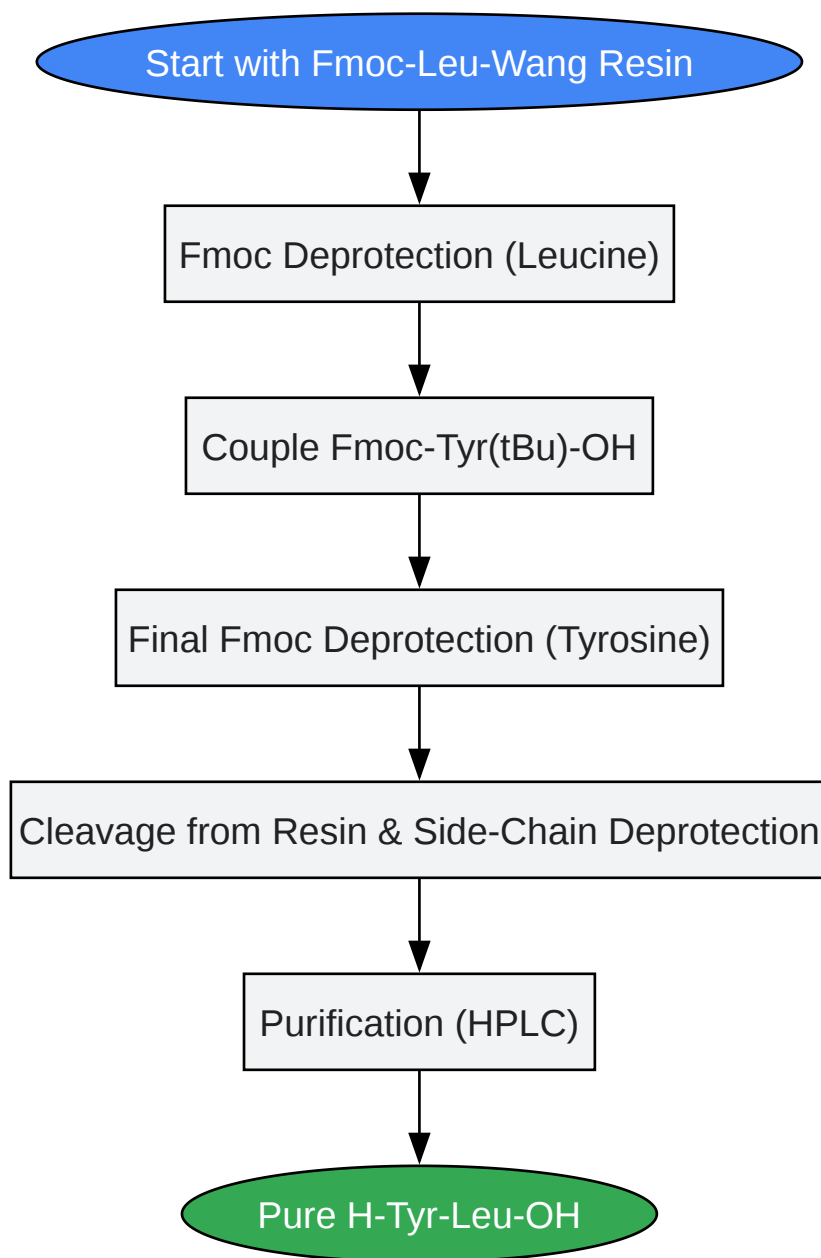 Start with Fmoc-Leu-Wang Resin
Fmoc Deprotection (Leucine)
Couple Fmoc-Tyr(tBu)-OH
Final Fmoc Deprotection (Tyrosine)
Cleavage from Resin & Side-Chain Deprotection
Purification (HPLC)
Pure H-Tyr-Leu-OH